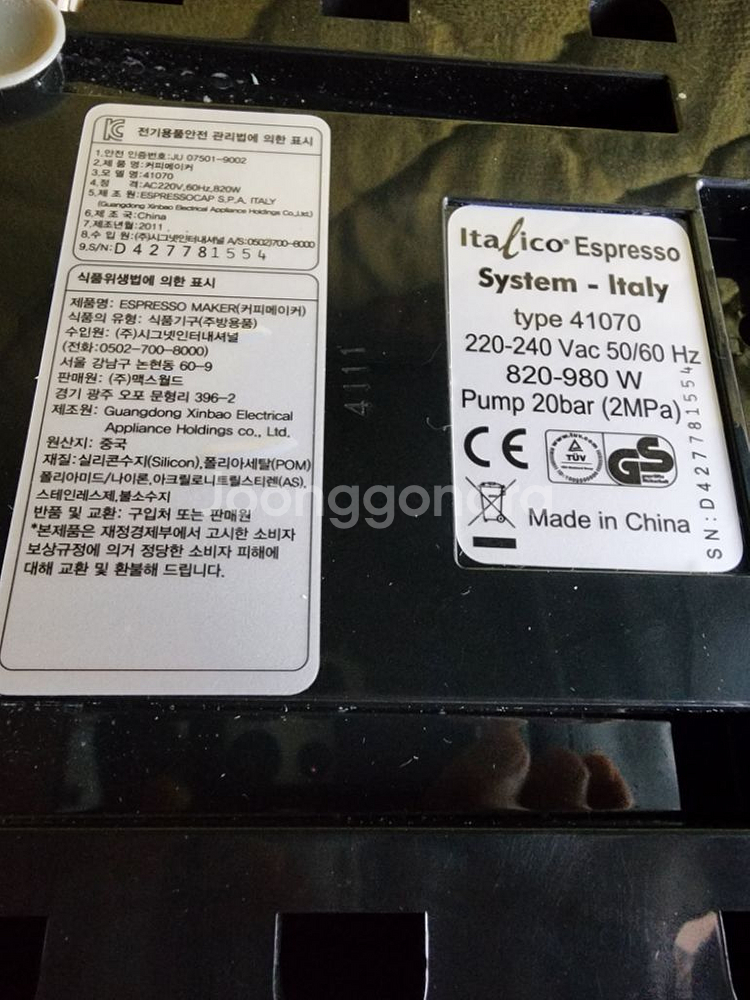 전기용품안전 관리법에 의한 표시
1.안전 인증번호:JU 07501-9002
2.제 품 명:커피메이커
3.모 델 명:41070
4.정 격:AC220V,60Hz,820W
5.제 조 원:ESPRESSOCAP S.P.A. ITALY
(Guangdong Xinbao Electrical Appliance Holdings Co.,Ltd.)
6.제 조 국:China
7.제조년월:2011.
8.수 입 원:(주)시그넷인터내셔널 A/S:0502)700-8000
9.S/N: D427781554
식품위생법에 의한 표시
제품명: ESPRESSO MAKER(커피메이커)
식품의 유형: 식품기구(주방용품)
수입원: (주)시그넷인터내셔널
(전화:0502-700-8000)
서울 강남구 논현동 60-9
판매원: (주)맥스월드
경기 광주 오포 문형리 396-2
제조원: Guangdong Xinbao Electrical
Appliance Holdings co., Ltd.
원산지: 중국
재질:실리콘수지(Silicon),폴리아세탈(POM)
폴리아미드/나이론,아크릴로니트릴스티렌(AS),
스테인레스제,불소수지
반품 및 교환: 구입처 또는 판매원
*본제품은 재정경제부에서 고시한 소비자
보상규정에 의거 정당한 소비자 피해에
대해 교환 및 환불해 드립니다.
4J11
Italico® Espresso
System - Italy
type 41070
220-240 Vac 50/60 Hz
820-980 W
Pump 20bar (2MPa)
CE
TÜV
GS
Made in China
SN:D427781554
Joonggonara